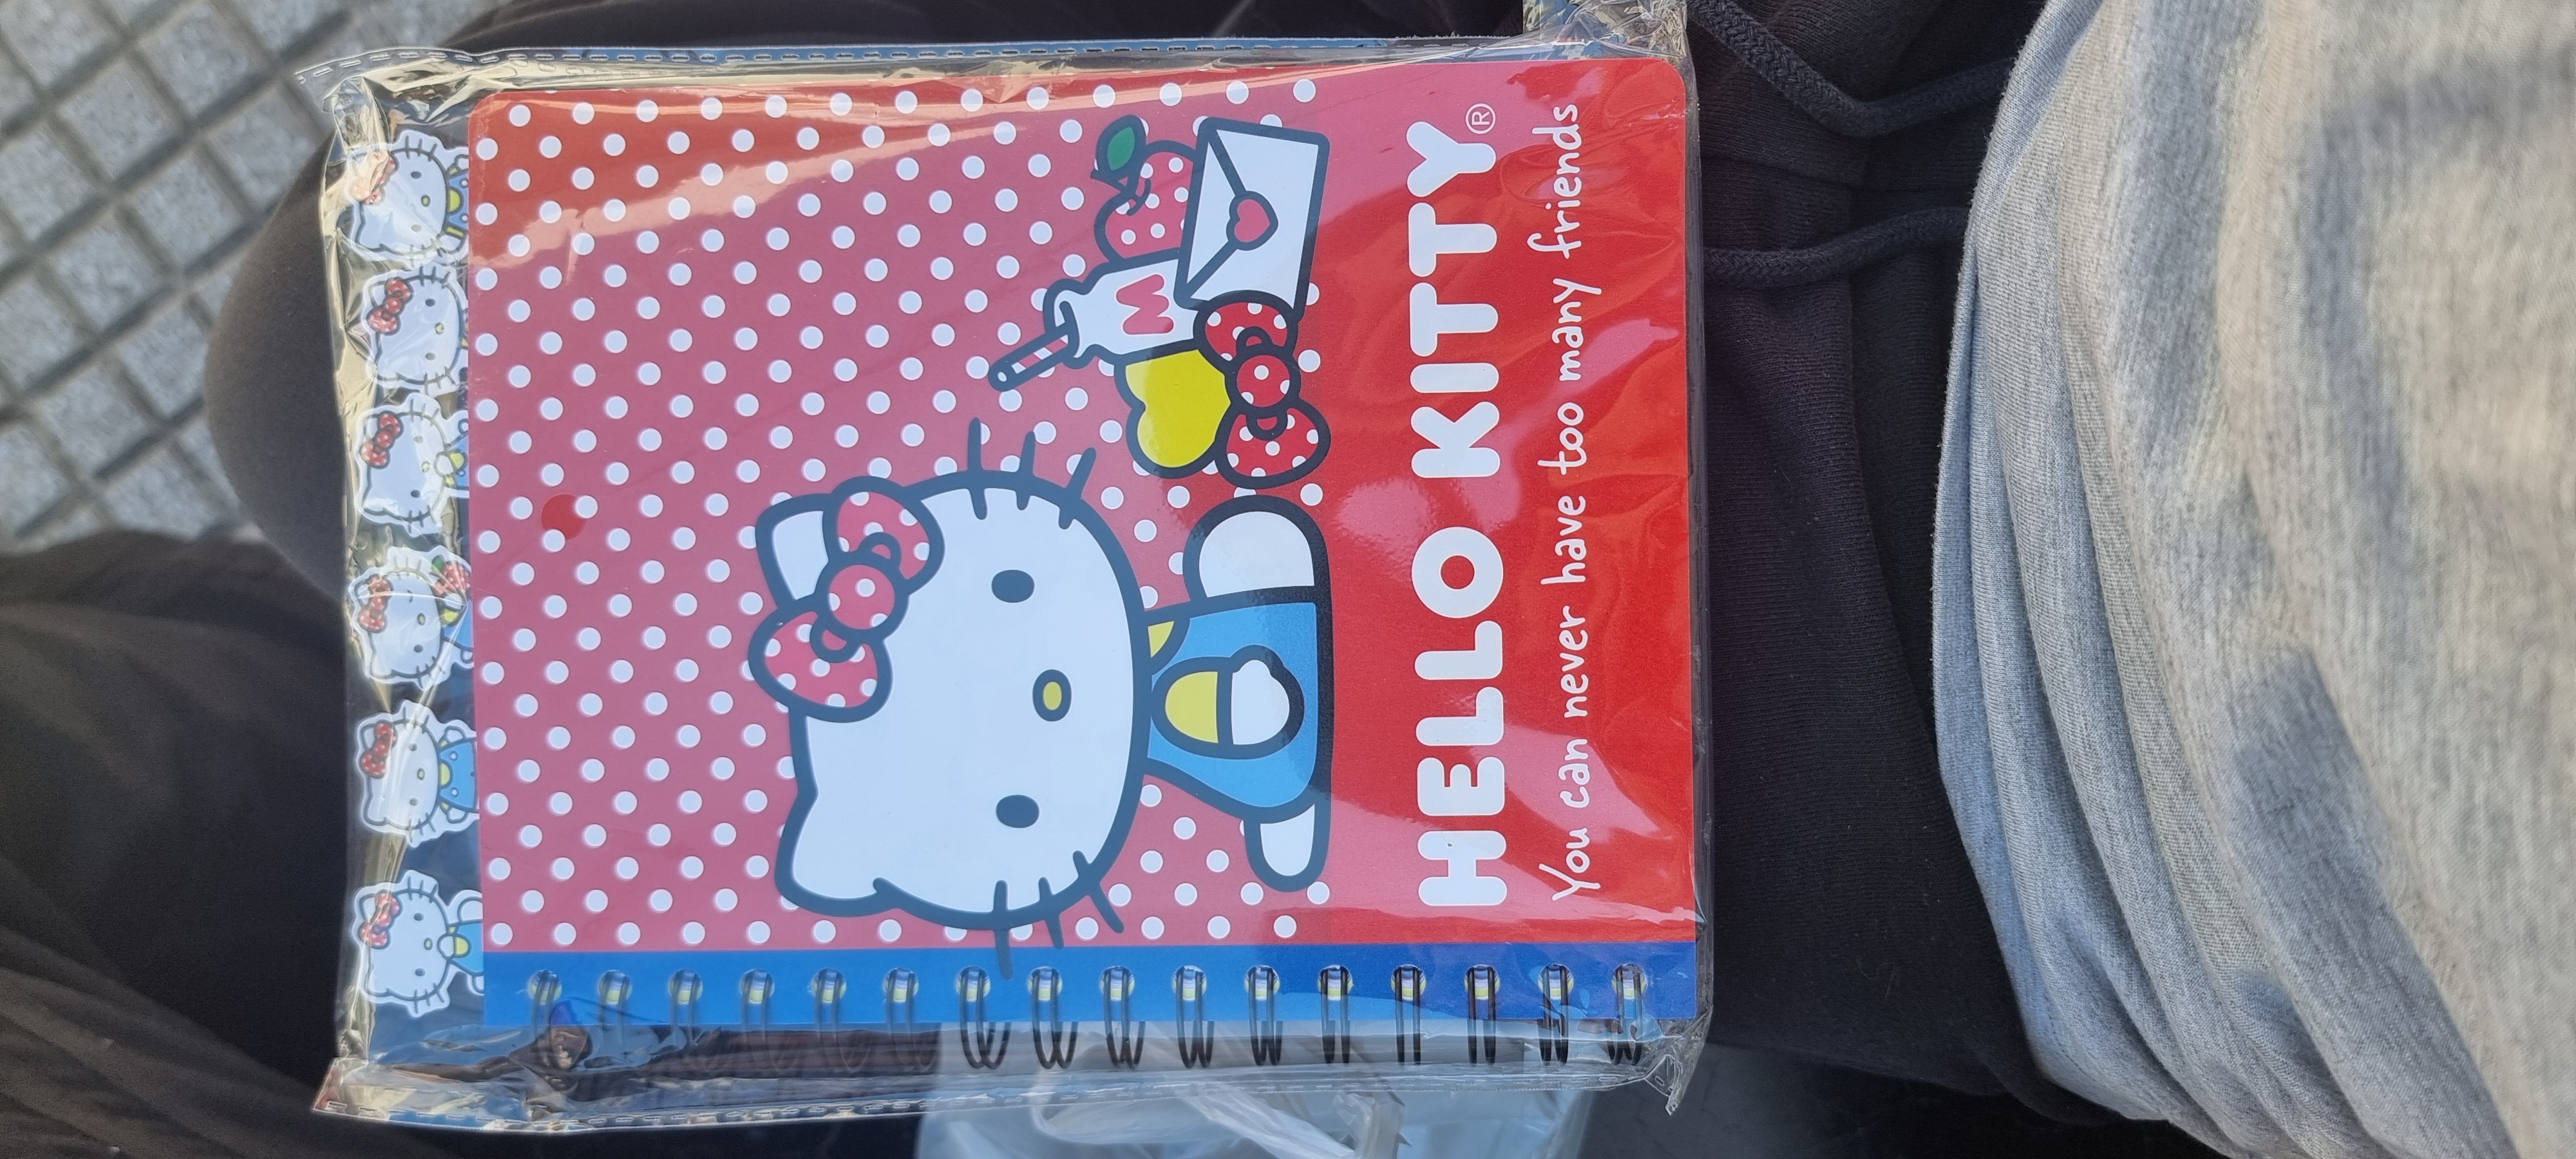 M
HELLO KITTY®
You can never have too many friends